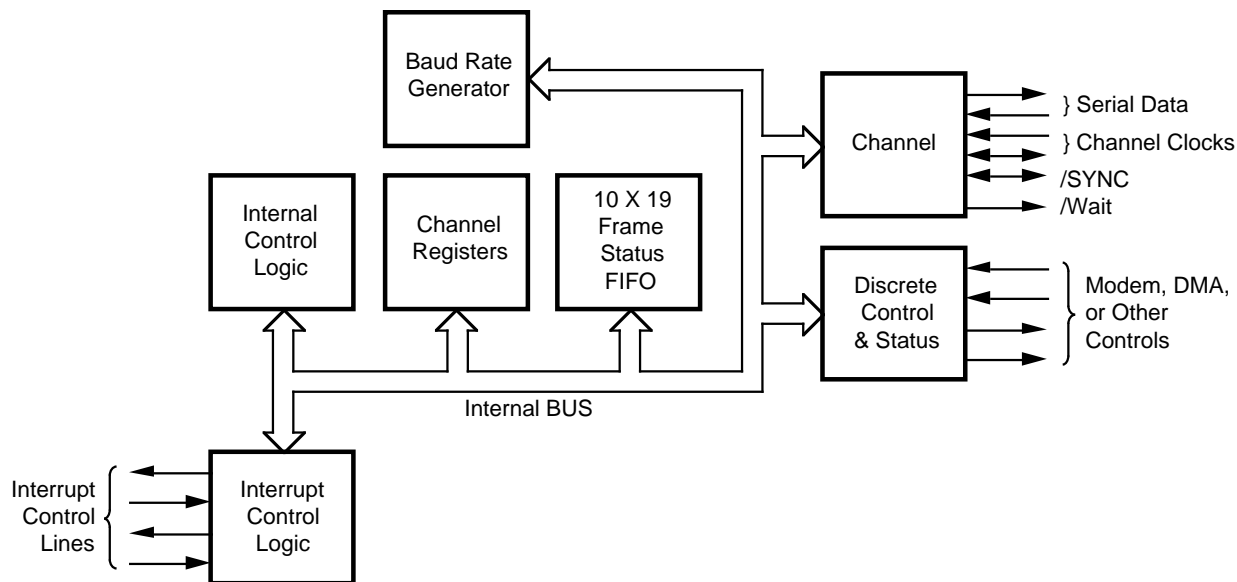 Baud Rate
Generator
Channel
} Serial Data
} Channel Clocks
/SYNC
/Wait
Internal
Control
Logic
Channel
Registers
10 X 19
Frame
Status
FIFO
Discrete
Control
& Status
Modem, DMA,
or Other
Controls
Internal BUS
Interrupt
Control
Lines
Interrupt
Control
Logic